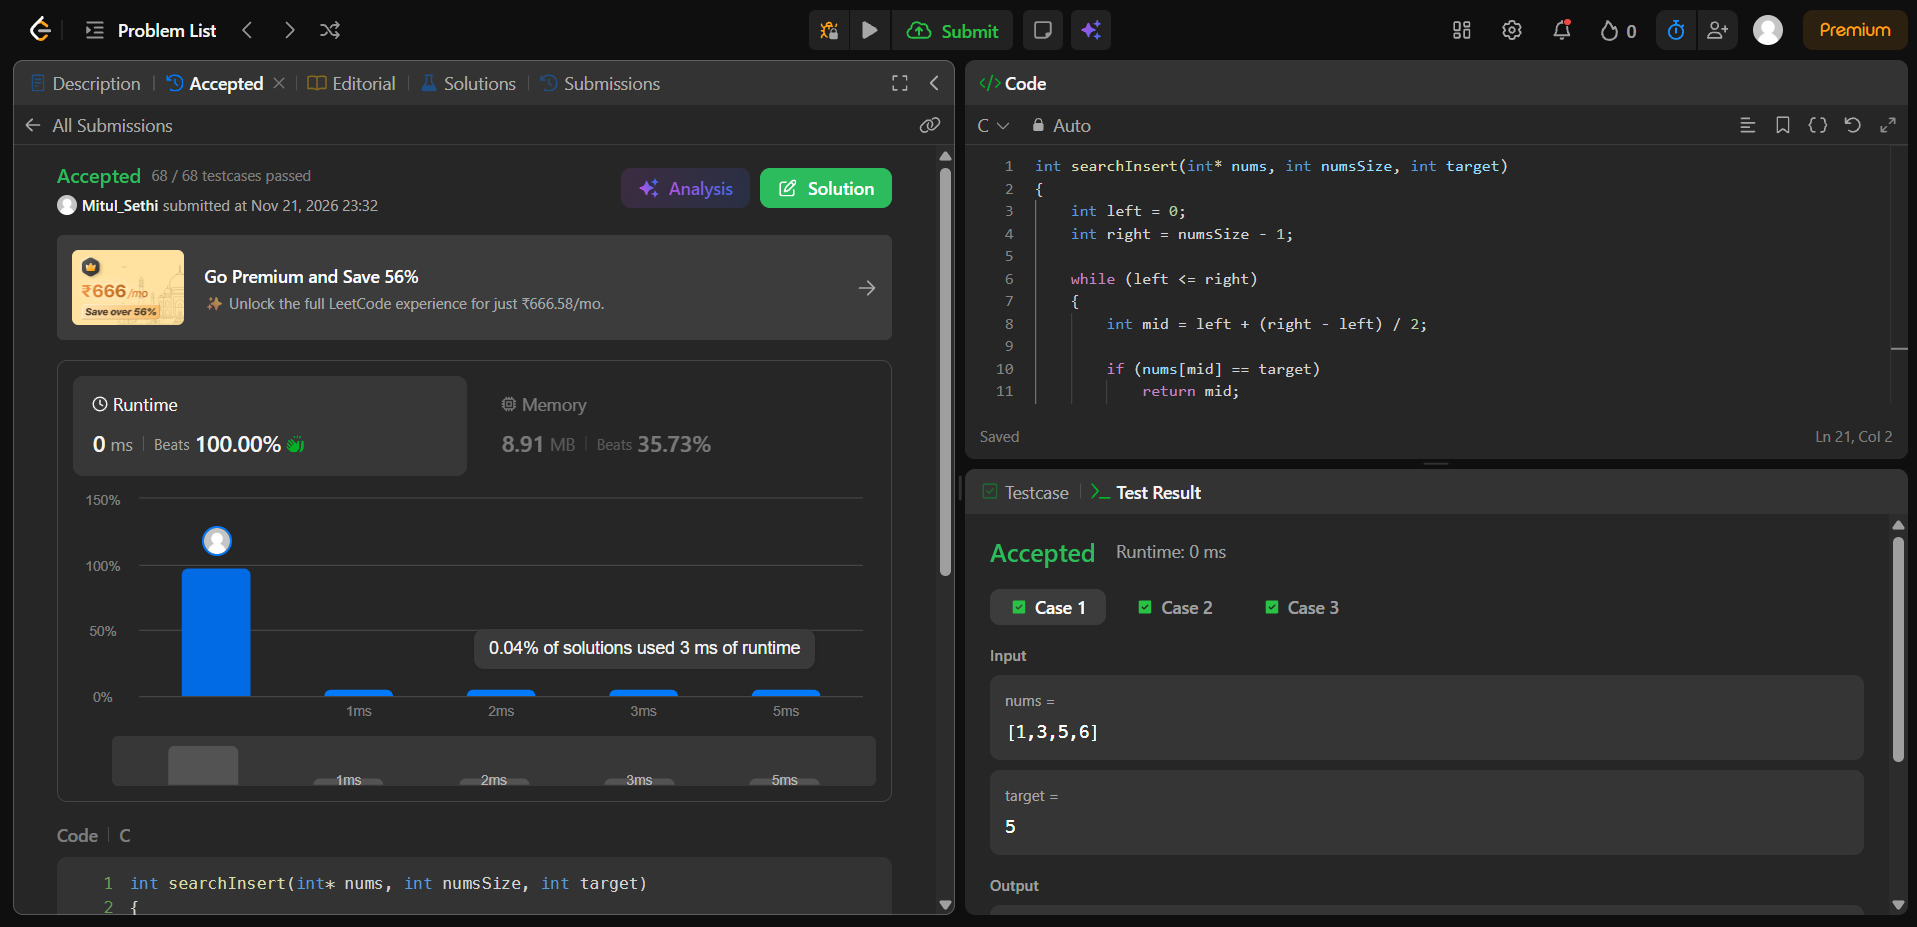 Problem List
Submit
0
Premium
Description
Accepted
Editorial
Solutions
Submissions
All Submissions
Accepted 68 / 68 testcases passed
Mitul_Sethi submitted at Nov 21, 2026 23:32
Analysis
Solution
₹666/mo
Save over 56%
Go Premium and Save 56%
✨ Unlock the full LeetCode experience for just ₹666.58/mo.
Runtime
0 ms | Beats 100.00%
Memory
8.91 MB | Beats 35.73%
150%
100%
50%
0%
0.04% of solutions used 3 ms of runtime
1ms 2ms 3ms 5ms
1ms 2ms 3ms 5ms
Code | C
1 int searchInsert(int* nums, int numsSize, int target)
2 {
</> Code
C
Auto
1 int searchInsert(int* nums, int numsSize, int target)
2 {
3     int left = 0;
4     int right = numsSize - 1;
5
6     while (left <= right)
7     {
8         int mid = left + (right - left) / 2;
9
10         if (nums[mid] == target)
11             return mid;
Saved
Ln 21, Col 2
Testcase
Test Result
Accepted Runtime: 0 ms
Case 1
Case 2
Case 3
Input
nums =
[1,3,5,6]
target =
5
Output